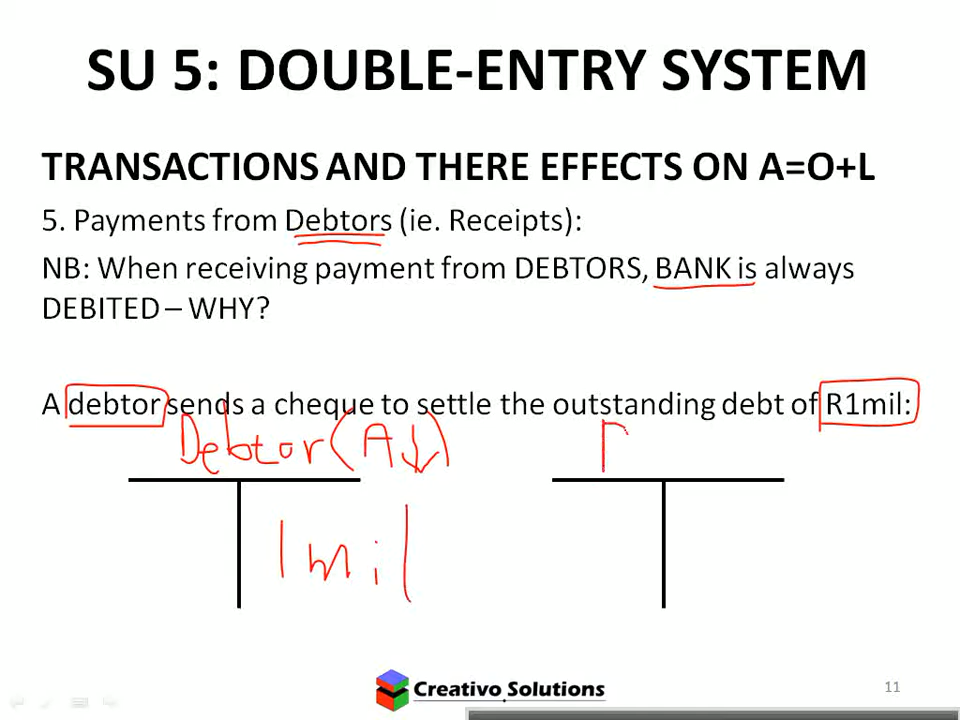 SU 5: DOUBLE-ENTRY SYSTEM
TRANSACTIONS AND THERE EFFECTS ON A=O+L
5. Payments from Debtors (ie. Receipts):
NB: When receiving payment from DEBTORS, BANK is always
DEBITED – WHY?
A debtor sends a cheque to settle the outstanding debt of R1mil:
Debtor (A↓)
1 mil
Creativo Solutions
11